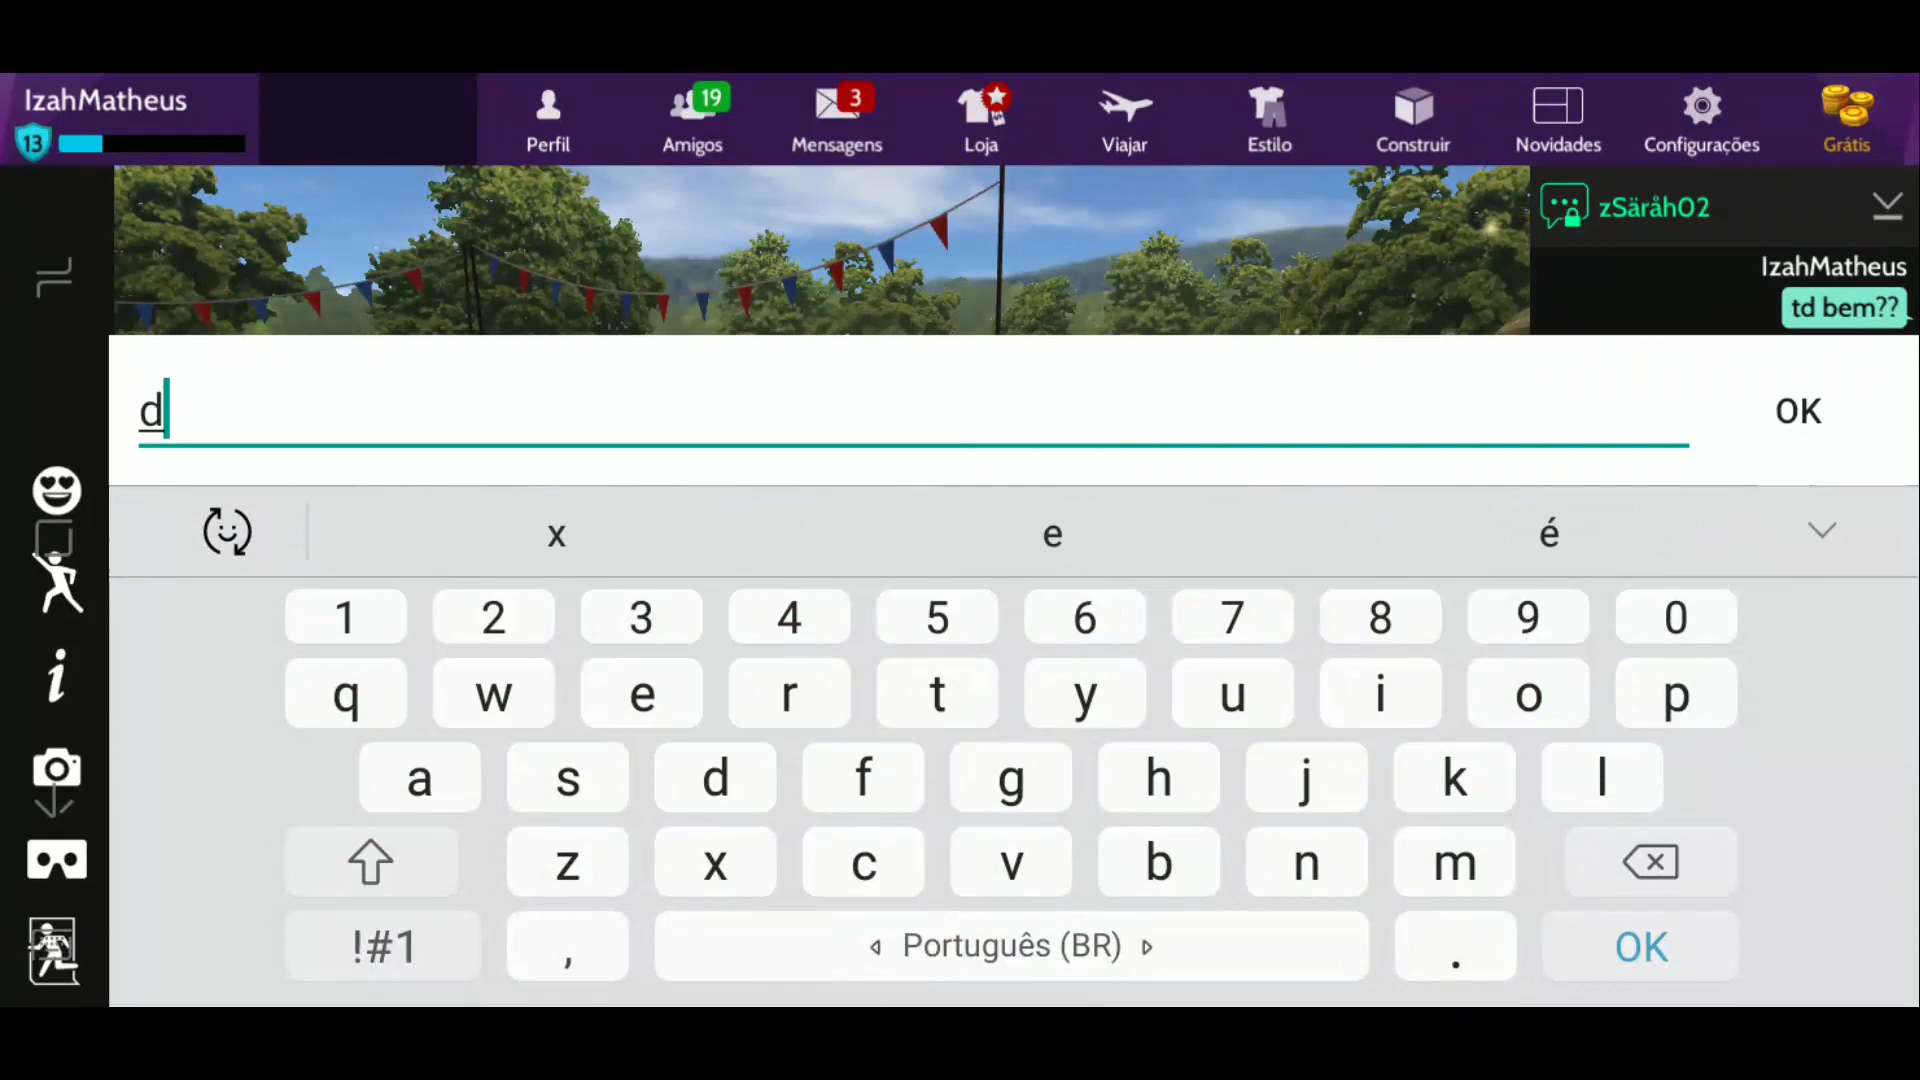 IzahMatheus
13
Perfil
19
Amigos
3
Mensagens
Loja
Viajar
Estilo
Construir
Novidades
Configurações
Grátis
zSäråh02
IzahMatheus
td bem??
d
OK
x e é
1 2 3 4 5 6 7 8 9 0
q w e r t y u i o p
a s d f g h j k l
z x c v b n m
!#1 , Português (BR) . OK